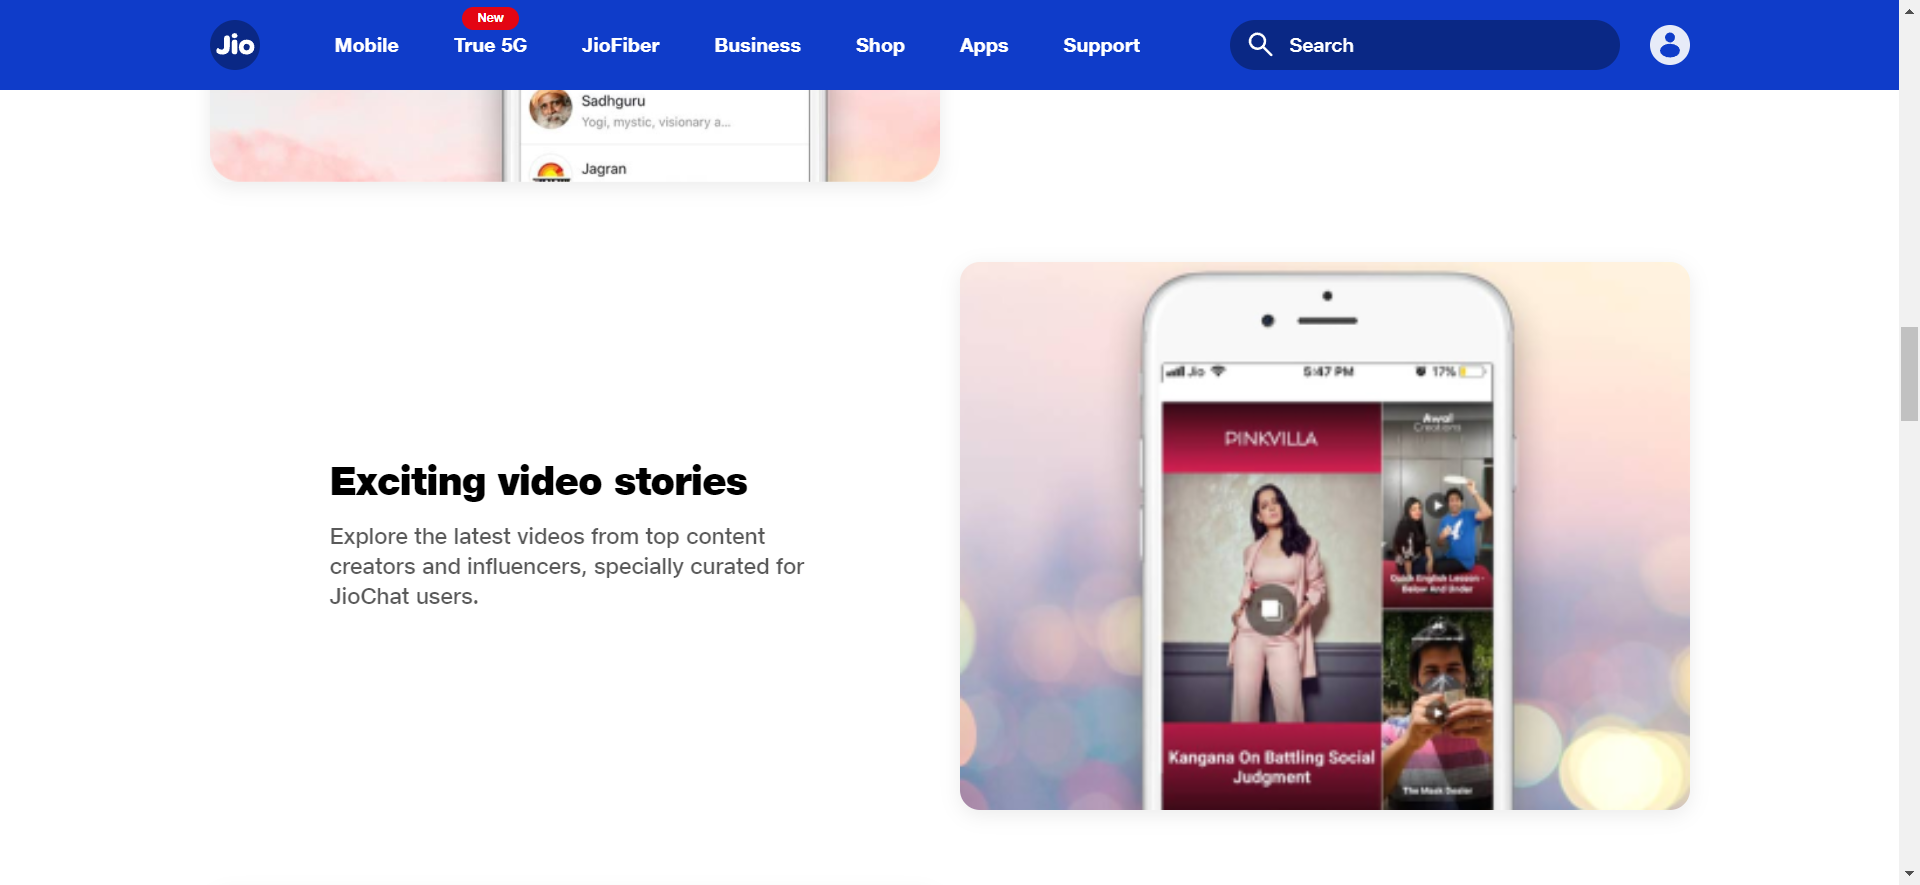 Jio
Mobile
New
True 5G
JioFiber
Business
Shop
Apps
Support
Search
Sadhguru
Yogi, mystic, visionary a...
Jagran
Exciting video stories
Explore the latest videos from top content
creators and influencers, specially curated for
JioChat users.
Jio
5:47 PM
17%
PINKVILLA
Awal
Creations
Quick English Lesson -
Below And Under
Kangana On Battling Social
Judgment
The Mask Sealer